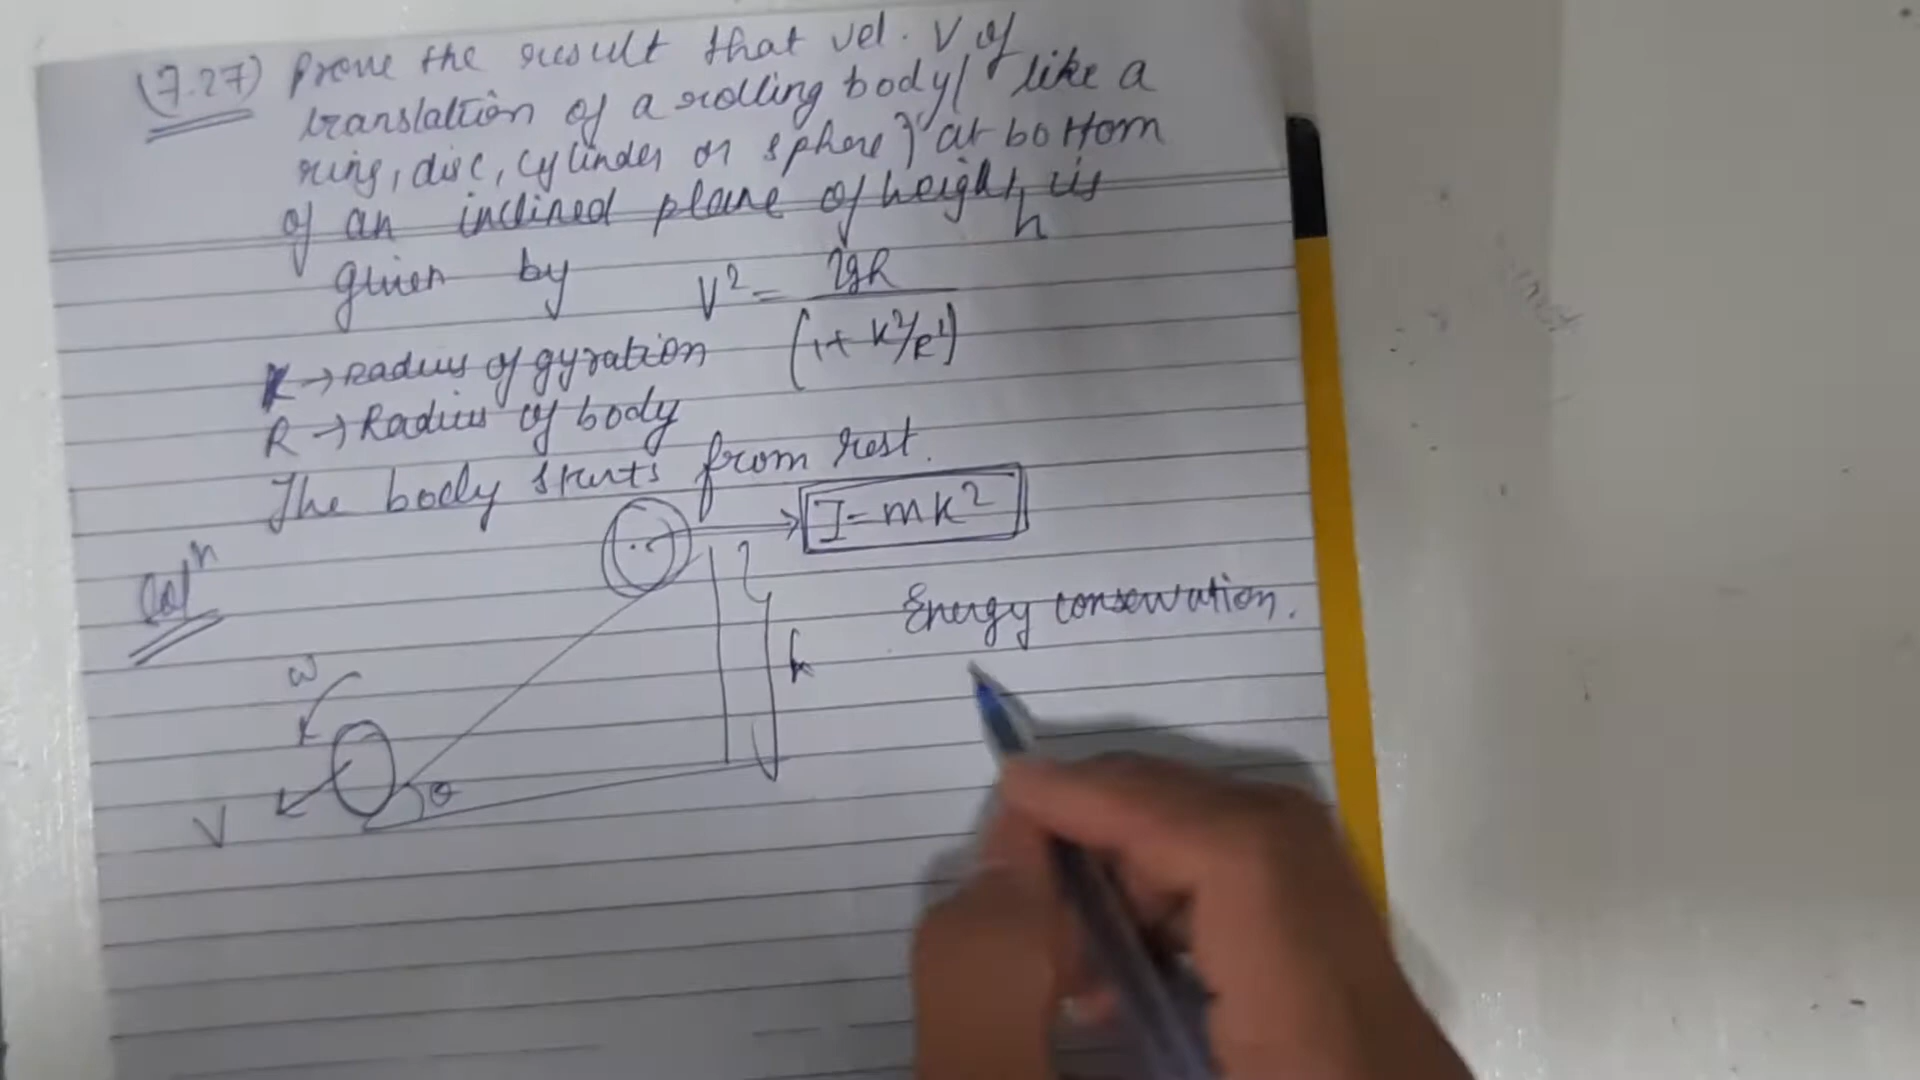 (7.27) Prove the result that vel. V of
translation of a rolling body { like a
ring, disc, cylinder or sphere } at bottom
of an inclined plane of height h is
given by V² = 2gh / (1 + k²/R²)
K → radius of gyration
R → Radius of body
The body starts from rest.
I = mk²
Solⁿ
h
Energy conservation.
ω
V
θ